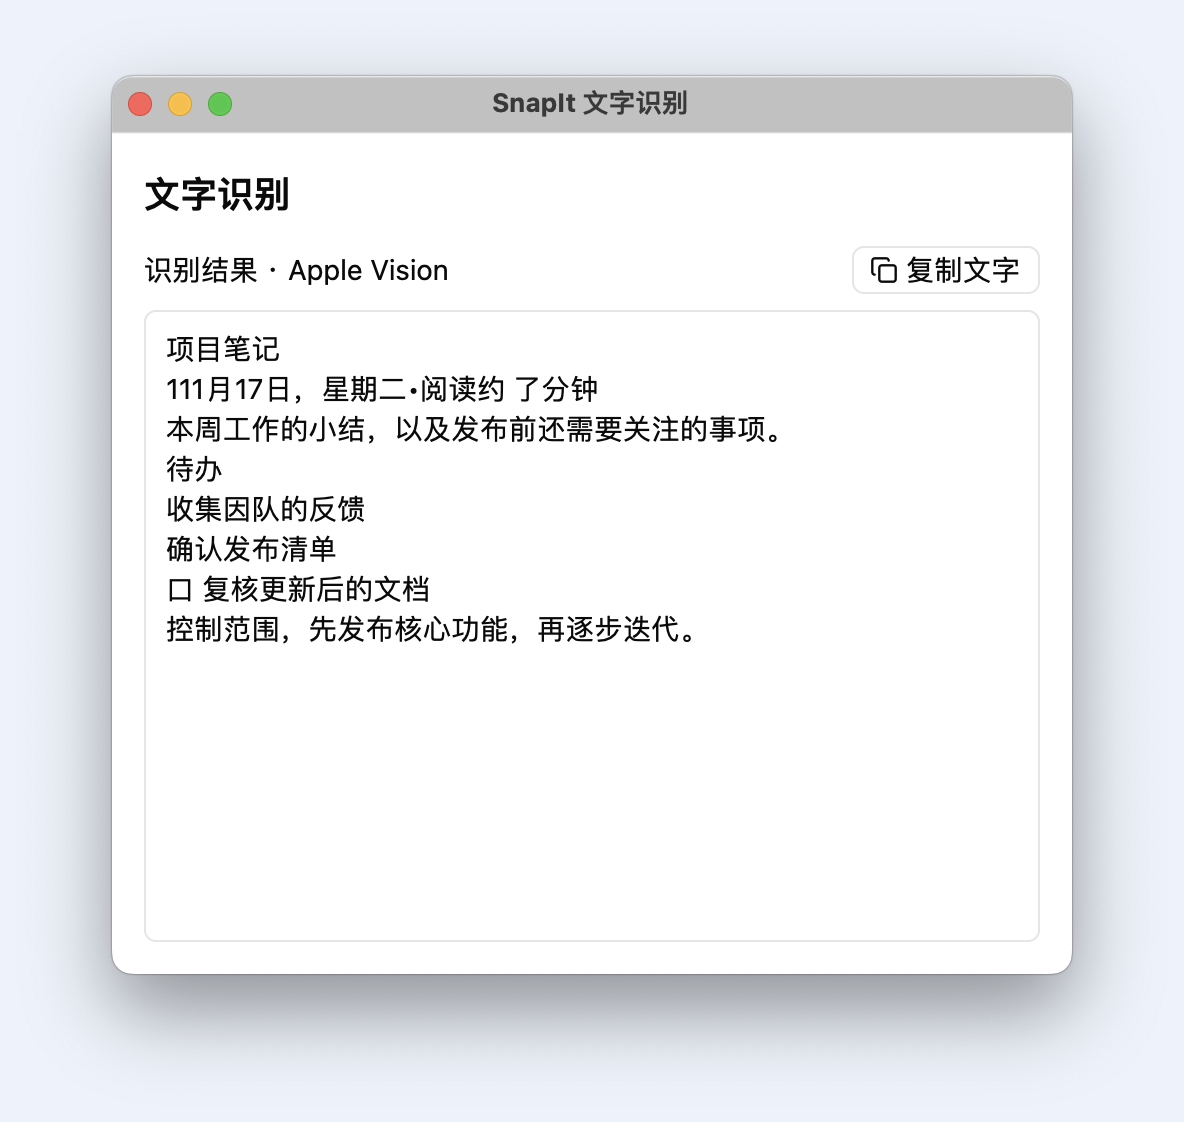 SnapIt 文字识别
文字识别
识别结果 · Apple Vision
复制文字
项目笔记
111月17日，星期二•阅读约 了分钟
本周工作的小结，以及发布前还需要关注的事项。
待办
收集因队的反馈
确认发布清单
口 复核更新后的文档
控制范围，先发布核心功能，再逐步迭代。